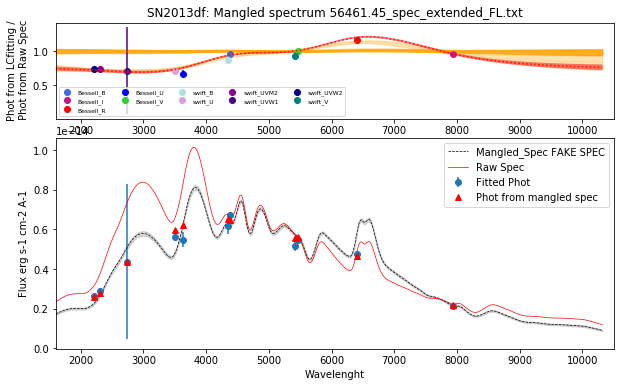 SN2013df: Mangled spectrum 56461.45_spec_extended_FL.txt
Phot from LCfitting /
Phot from Raw Spec
1.0
0.5
Bessell_B
Bessell_I
Bessell_R
Bessell_U
Bessell_V
swift_B
swift_U
swift_UVM2
swift_UVW1
swift_UVW2
swift_V
2000 3000 4000 5000 6000 7000 8000 9000 10000
1e−14
Flux erg s-1 cm-2 A-1
1.0
0.8
0.6
0.4
0.2
0.0
Mangled_Spec FAKE SPEC
Raw Spec
Fitted Phot
Phot from mangled spec
2000 3000 4000 5000 6000 7000 8000 9000 10000
Wavelenght